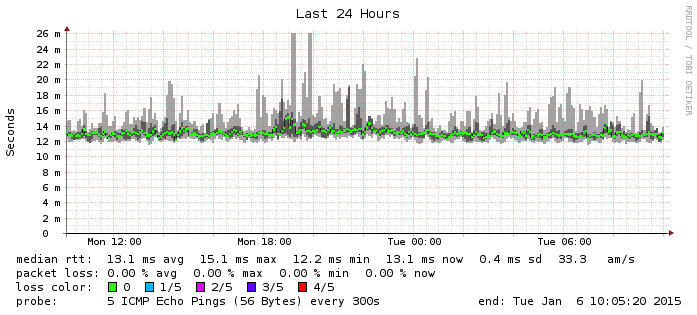 Last 24 Hours
RRDTOOL / TOBI OETIKER
Seconds
26 m
24 m
22 m
20 m
18 m
16 m
14 m
12 m
10 m
8 m
6 m
4 m
2 m
0
Mon 12:00 Mon 18:00 Tue 00:00 Tue 06:00
median rtt: 13.1 ms avg 15.1 ms max 12.2 ms min 13.1 ms now 0.4 ms sd 33.3 am/s
packet loss: 0.00 % avg 0.00 % max 0.00 % min 0.00 % now
loss color: 0 1/5 2/5 3/5 4/5
probe: 5 ICMP Echo Pings (56 Bytes) every 300s end: Tue Jan 6 10:05:20 2015